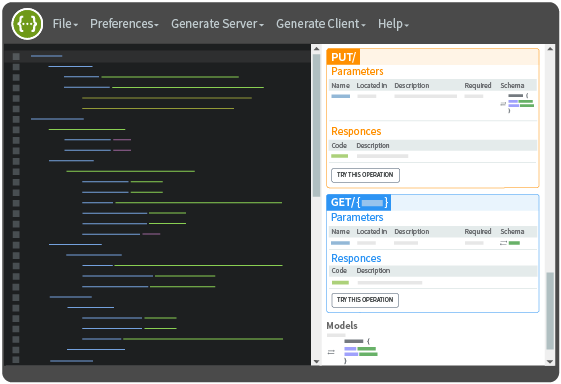 {···} File Preferences Generate Server Generate Client Help
PUT/
Parameters
Name Located in Description Required Schema
{
}
Responces
Code Description
TRY THIS OPERATION
GET/{ }
Parameters
Name Located in Description Required Schema
Responces
Code Description
TRY THIS OPERATION
Models
{
}